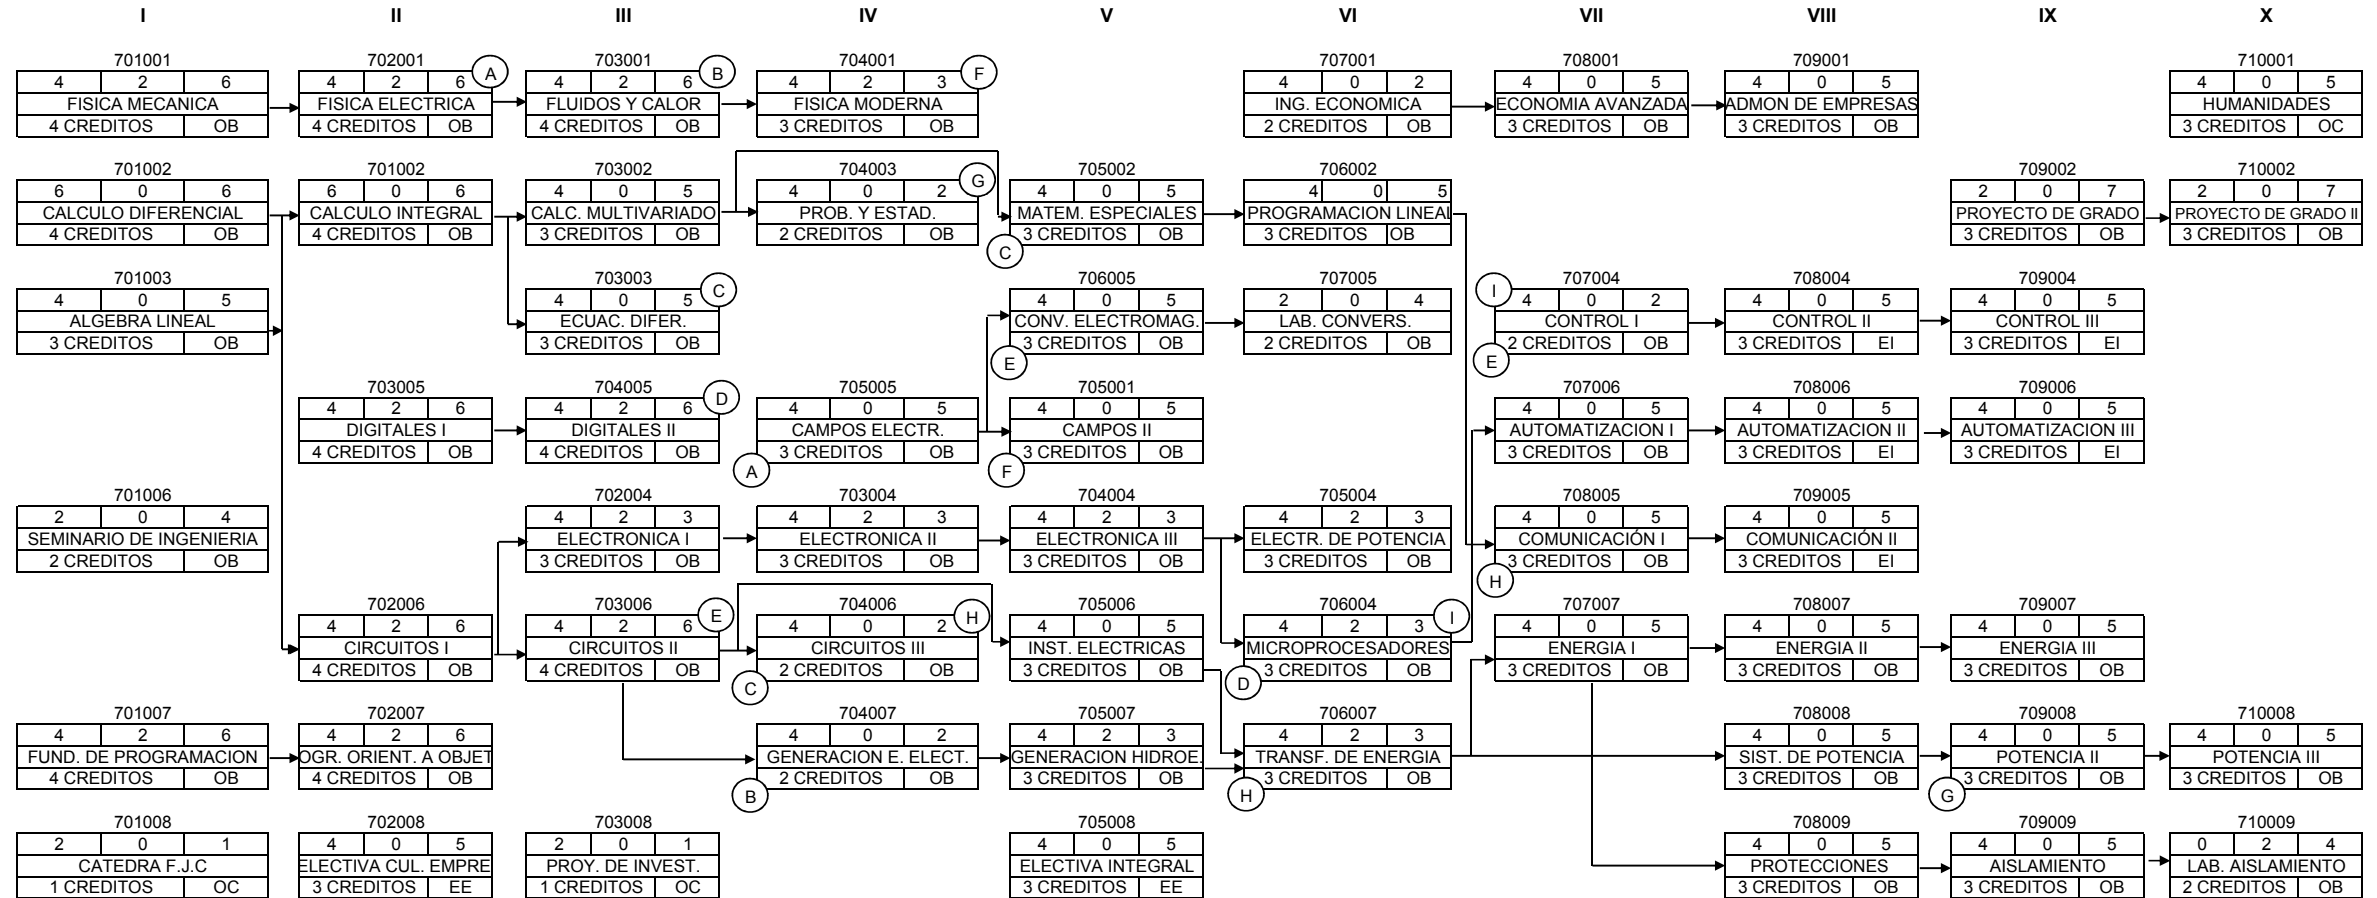 I II III IV V VI VII VIII IX X
701001 702001 703001 704001 707001 708001 709001 710001
4 2 6 4 2 6 A 4 2 6 B 4 2 3 F 4 0 2 4 0 5 4 0 5 4 0 5
FISICA MECANICA FISICA ELECTRICA FLUIDOS Y CALOR FISICA MODERNA ING. ECONOMICA ECONOMIA AVANZADA ADMON DE EMPRESAS HUMANIDADES
4 CREDITOS OB 4 CREDITOS OB 4 CREDITOS OB 3 CREDITOS OB 2 CREDITOS OB 3 CREDITOS OB 3 CREDITOS OB 3 CREDITOS OC
701002 701002 703002 704003 705002 706002 709002 710002
6 0 6 6 0 6 4 0 5 4 0 2 G 4 0 5 4 0 5 2 0 7 2 0 7
CALCULO DIFERENCIAL CALCULO INTEGRAL CALC. MULTIVARIADO PROB. Y ESTAD. MATEM. ESPECIALES PROGRAMACION LINEAL PROYECTO DE GRADO PROYECTO DE GRADO II
4 CREDITOS OB 4 CREDITOS OB 3 CREDITOS OB 2 CREDITOS OB 3 CREDITOS OB 3 CREDITOS OB 3 CREDITOS OB 3 CREDITOS OB
C
701003 703003 706005 707005 707004 708004 709004
4 0 5 4 0 5 C 4 0 5 2 0 4 I 4 0 2 4 0 5 4 0 5
ALGEBRA LINEAL ECUAC. DIFER. CONV. ELECTROMAG. LAB. CONVERS. CONTROL I CONTROL II CONTROL III
3 CREDITOS OB 3 CREDITOS OB 3 CREDITOS OB 2 CREDITOS OB 2 CREDITOS OB 3 CREDITOS EI 3 CREDITOS EI
E E
703005 704005 705005 705001 707006 708006 709006
4 2 6 4 2 6 D 4 0 5 4 0 5 4 0 5 4 0 5 4 0 5
DIGITALES I DIGITALES II CAMPOS ELECTR. CAMPOS II AUTOMATIZACION I AUTOMATIZACION II AUTOMATIZACION III
4 CREDITOS OB 4 CREDITOS OB 3 CREDITOS OB 3 CREDITOS OB 3 CREDITOS OB 3 CREDITOS EI 3 CREDITOS EI
A F
701006 702004 703004 704004 705004 708005 709005
2 0 4 4 2 3 4 2 3 4 2 3 4 2 3 4 0 5 4 0 5
SEMINARIO DE INGENIERIA ELECTRONICA I ELECTRONICA II ELECTRONICA III ELECTR. DE POTENCIA COMUNICACIÓN I COMUNICACIÓN II
2 CREDITOS OB 3 CREDITOS OB 3 CREDITOS OB 3 CREDITOS OB 3 CREDITOS OB 3 CREDITOS OB 3 CREDITOS EI
H
702006 703006 704006 705006 706004 707007 708007 709007
4 2 6 4 2 6 E 4 0 2 H 4 0 5 4 2 3 I 4 0 5 4 0 5 4 0 5
CIRCUITOS I CIRCUITOS II CIRCUITOS III INST. ELECTRICAS MICROPROCESADORES ENERGIA I ENERGIA II ENERGIA III
4 CREDITOS OB 4 CREDITOS OB 2 CREDITOS OB 3 CREDITOS OB 3 CREDITOS OB 3 CREDITOS OB 3 CREDITOS OB 3 CREDITOS OB
C D
701007 702007 704007 705007 706007 708008 709008 710008
4 2 6 4 2 6 4 0 2 4 2 3 4 2 3 4 0 5 4 0 5 4 0 5
FUND. DE PROGRAMACION OGR. ORIENT. A OBJET GENERACION E. ELECT. GENERACION HIDROE. TRANSF. DE ENERGIA SIST. DE POTENCIA POTENCIA II POTENCIA III
4 CREDITOS OB 4 CREDITOS OB 2 CREDITOS OB 3 CREDITOS OB 3 CREDITOS OB 3 CREDITOS OB 3 CREDITOS OB 3 CREDITOS OB
B H G
701008 702008 703008 705008 708009 709009 710009
2 0 1 4 0 5 2 0 1 4 0 5 4 0 5 4 0 5 0 2 4
CATEDRA F.J.C ELECTIVA CUL. EMPRE PROY. DE INVEST. ELECTIVA INTEGRAL PROTECCIONES AISLAMIENTO LAB. AISLAMIENTO
1 CREDITOS OC 3 CREDITOS EE 1 CREDITOS OC 3 CREDITOS EE 3 CREDITOS OB 3 CREDITOS OB 2 CREDITOS OB